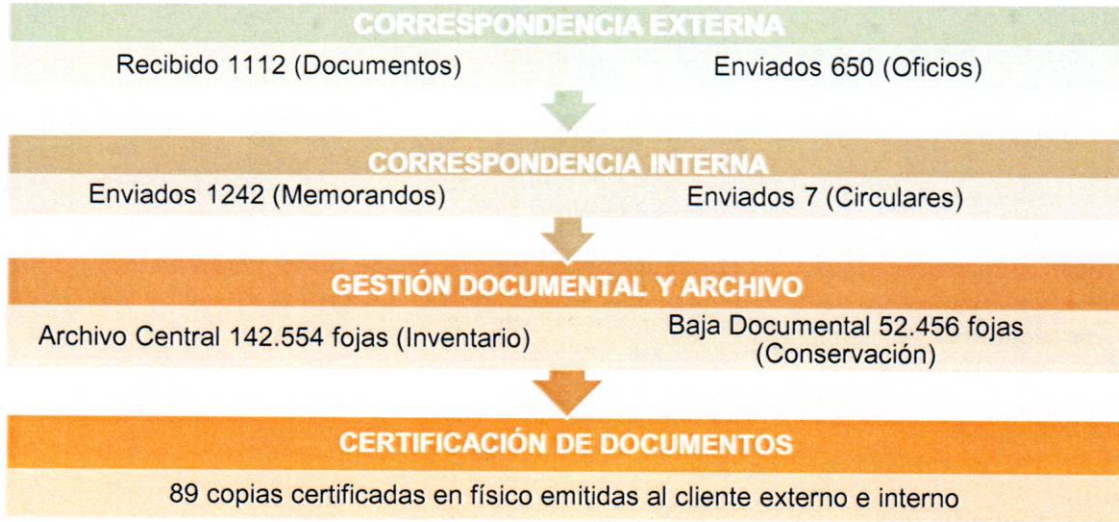 CORRESPONDENCIA EXTERNA
Recibido 1112 (Documentos)
Enviados 650 (Oficios)
CORRESPONDENCIA INTERNA
Enviados 1242 (Memorandos)
Enviados 7 (Circulares)
GESTIÓN DOCUMENTAL Y ARCHIVO
Archivo Central 142.554 fojas (Inventario)
Baja Documental 52.456 fojas
(Conservación)
CERTIFICACIÓN DE DOCUMENTOS
89 copias certificadas en físico emitidas al cliente externo e interno